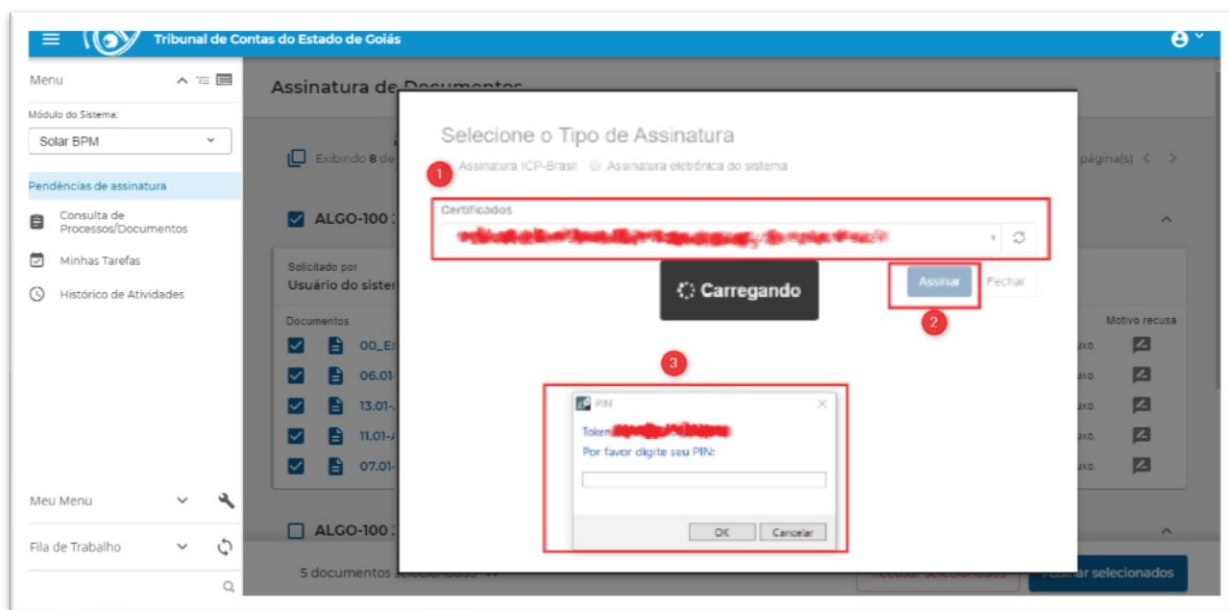 Tribunal de Contas do Estado de Goiás
Menu
Módulo do Sistema:
Solar BPM
Pendências de assinatura
Consulta de
Processos/Documentos
Minhas Tarefas
Histórico de Atividades
Meu Menu
Fila de Trabalho
Assinatura de Documentos
Exibindo 8 de
página(s)
ALGO-100
Solicitado por
Usuário do sister
Documentos
Motivo recusa
00_E
06.01
13.01-
11.01-
07.01-
ALGO-100
5 documentos selecionados
Recusar selecionados
Assinar selecionados
Selecione o Tipo de Assinatura
1
Assinatura ICP-Brasil
Assinatura eletrônica do sistema
Certificados
Carregando
Assinar
Fechar
2
3
PIN
Token
Por favor digite seu PIN:
OK
Cancelar